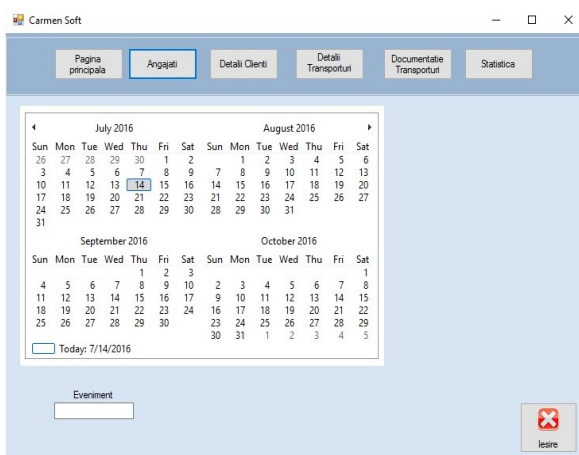 Carmen Soft
Pagina principala
Angajati
Detalii Clienti
Detalii Transporturi
Documentatie Transporturi
Statistica
July 2016
Sun Mon Tue Wed Thu Fri Sat
26 27 28 29 30 1 2
3 4 5 6 7 8 9
10 11 12 13 14 15 16
17 18 19 20 21 22 23
24 25 26 27 28 29 30
31
August 2016
Sun Mon Tue Wed Thu Fri Sat
1 2 3 4 5 6
7 8 9 10 11 12 13
14 15 16 17 18 19 20
21 22 23 24 25 26 27
28 29 30 31
September 2016
Sun Mon Tue Wed Thu Fri Sat
1 2 3
4 5 6 7 8 9 10
11 12 13 14 15 16 17
18 19 20 21 22 23 24
25 26 27 28 29 30
October 2016
Sun Mon Tue Wed Thu Fri Sat
1
2 3 4 5 6 7 8
9 10 11 12 13 14 15
16 17 18 19 20 21 22
23 24 25 26 27 28 29
30 31 1 2 3 4 5
Today: 7/14/2016
Eveniment
Iesire